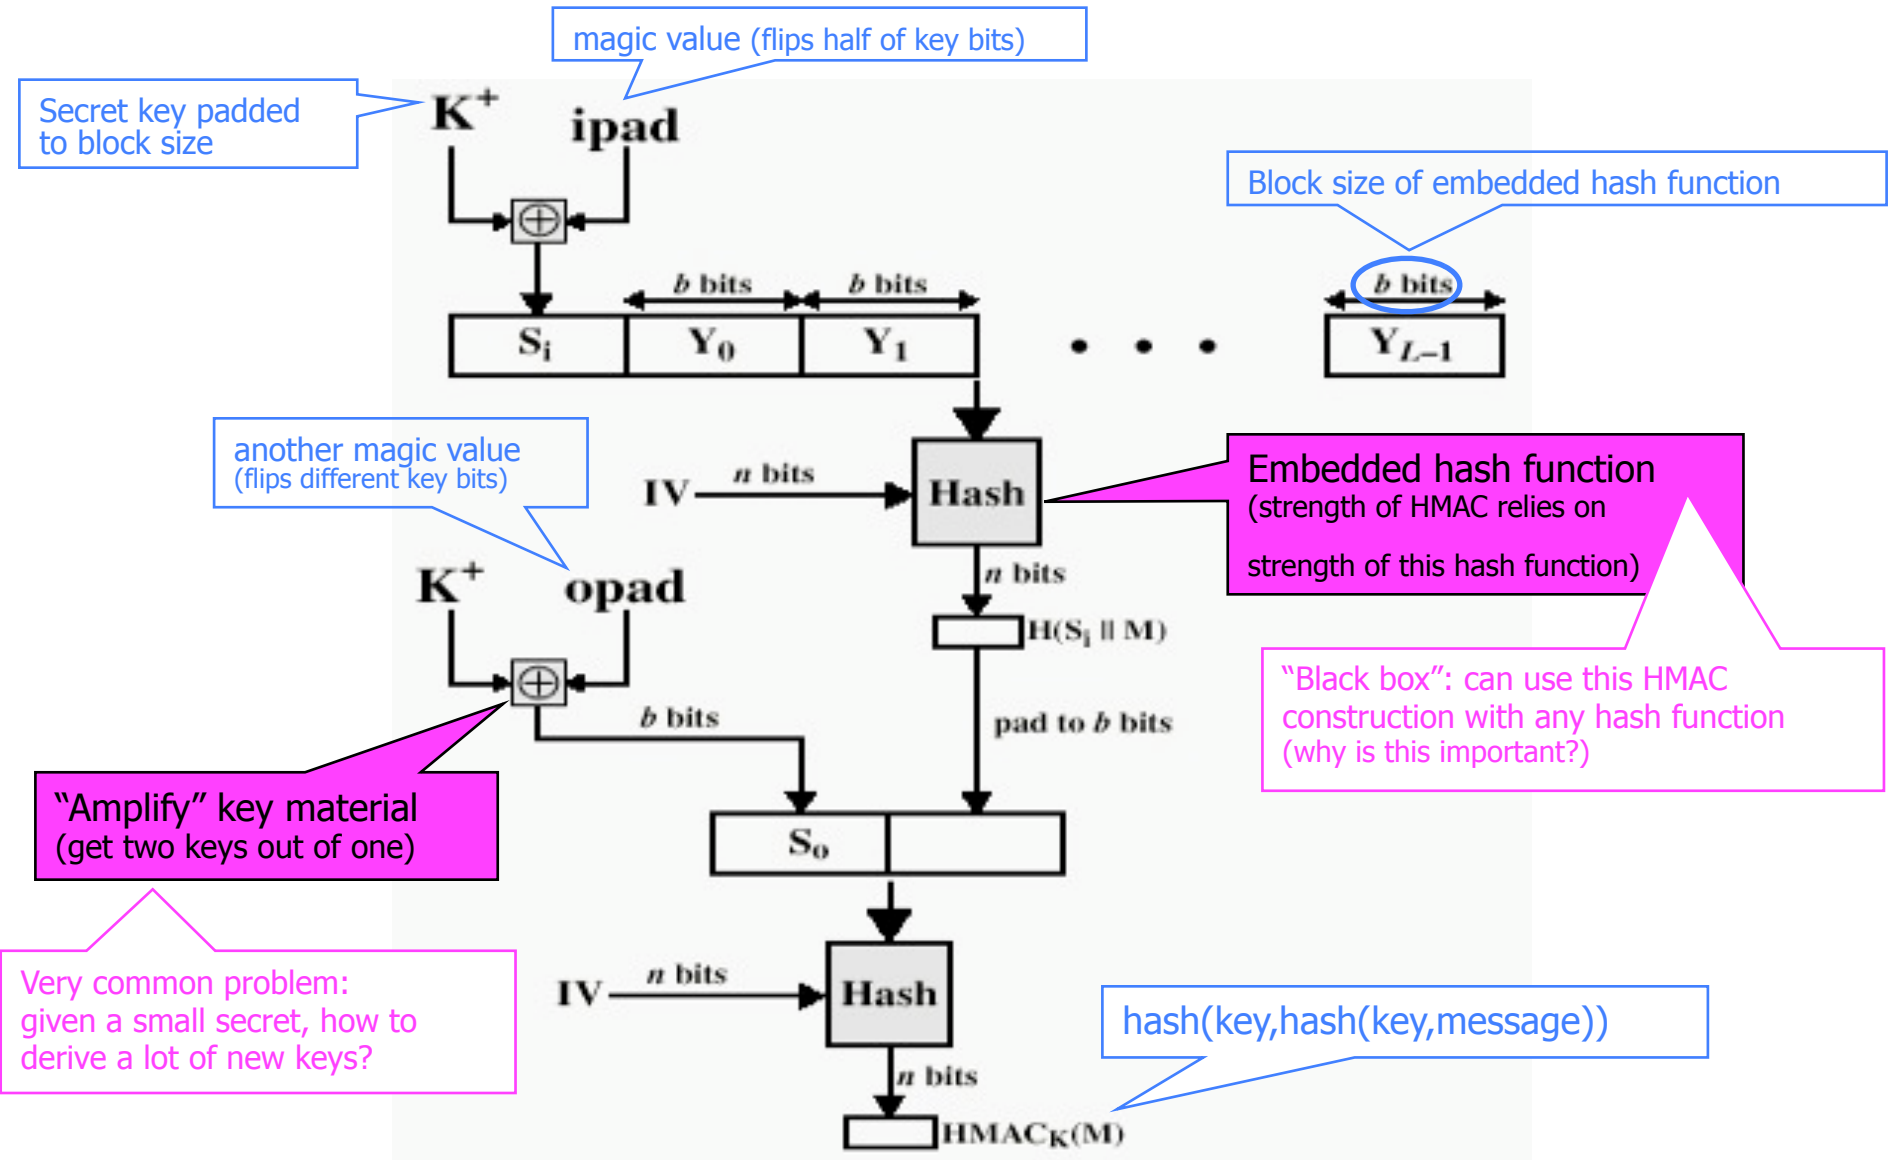 magic value (flips half of key bits)
Secret key padded
to block size
K+
ipad
Block size of embedded hash function
b bits
b bits
b bits
Si
Y0
Y1
• • •
YL−1
another magic value
(flips different key bits)
IV
n bits
Hash
Embedded hash function
(strength of HMAC relies on
strength of this hash function)
n bits
K+
opad
H(Si || M)
"Black box": can use this HMAC
construction with any hash function
(why is this important?)
b bits
pad to b bits
"Amplify" key material
(get two keys out of one)
So
Very common problem:
given a small secret, how to
derive a lot of new keys?
IV
n bits
Hash
hash(key,hash(key,message))
n bits
HMACK(M)